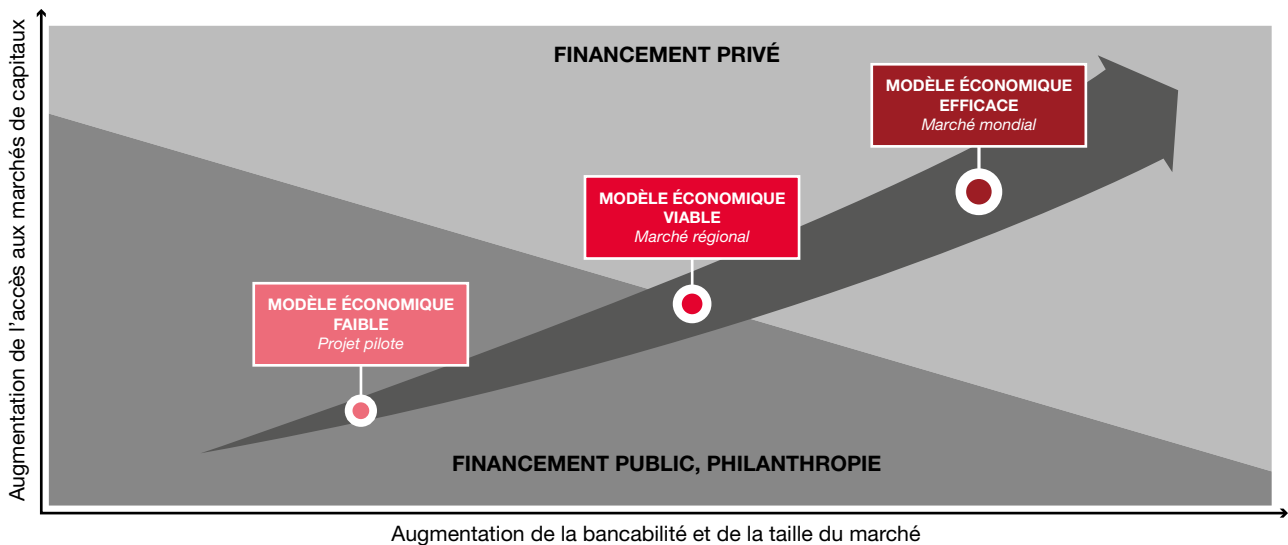 Augmentation de l'accès aux marchés de capitaux
FINANCEMENT PRIVÉ
MODÈLE ÉCONOMIQUE
EFFICACE
Marché mondial
MODÈLE ÉCONOMIQUE
VIABLE
Marché régional
MODÈLE ÉCONOMIQUE
FAIBLE
Projet pilote
FINANCEMENT PUBLIC, PHILANTHROPIE
Augmentation de la bancabilité et de la taille du marché